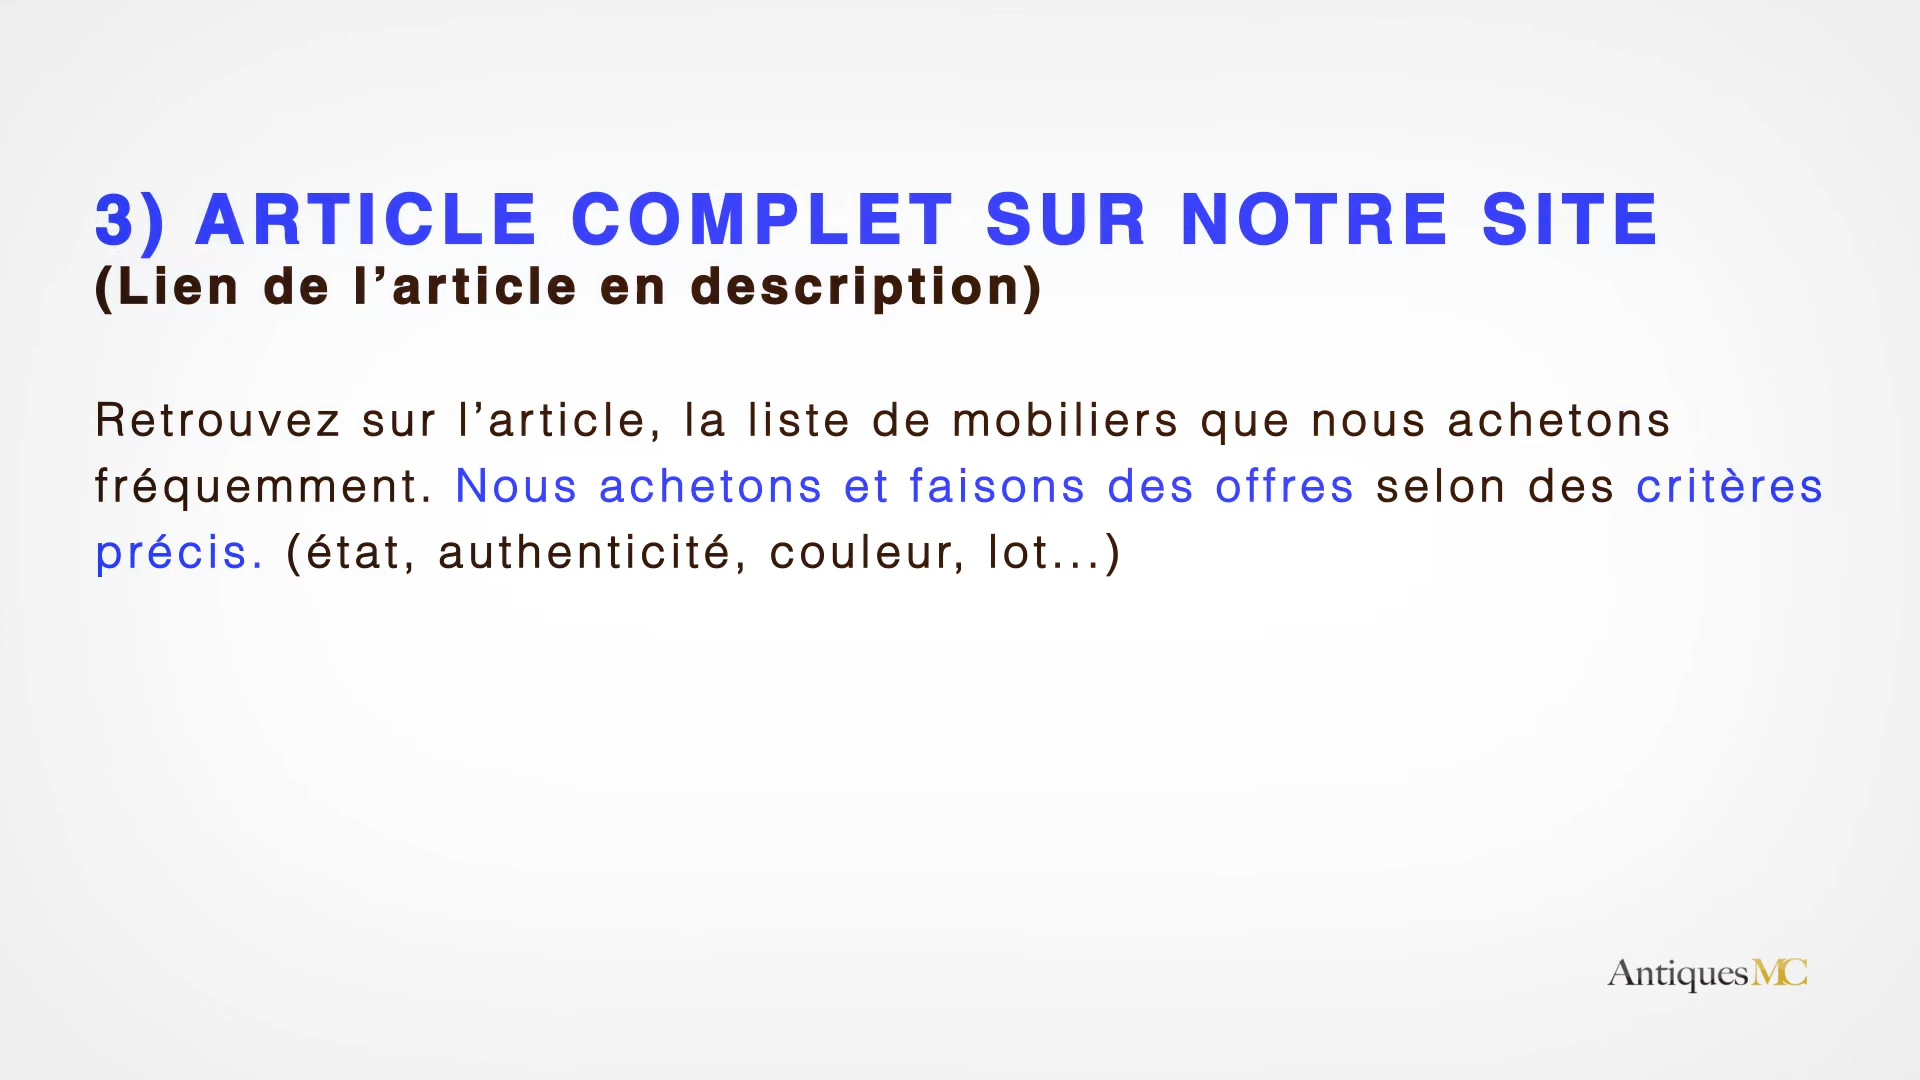 3) ARTICLE COMPLET SUR NOTRE SITE
(Lien de l’article en description)
Retrouvez sur l’article, la liste de mobiliers que nous achetons
fréquemment. Nous achetons et faisons des offres selon des critères
précis. (état, authenticité, couleur, lot...)
AntiquesMC